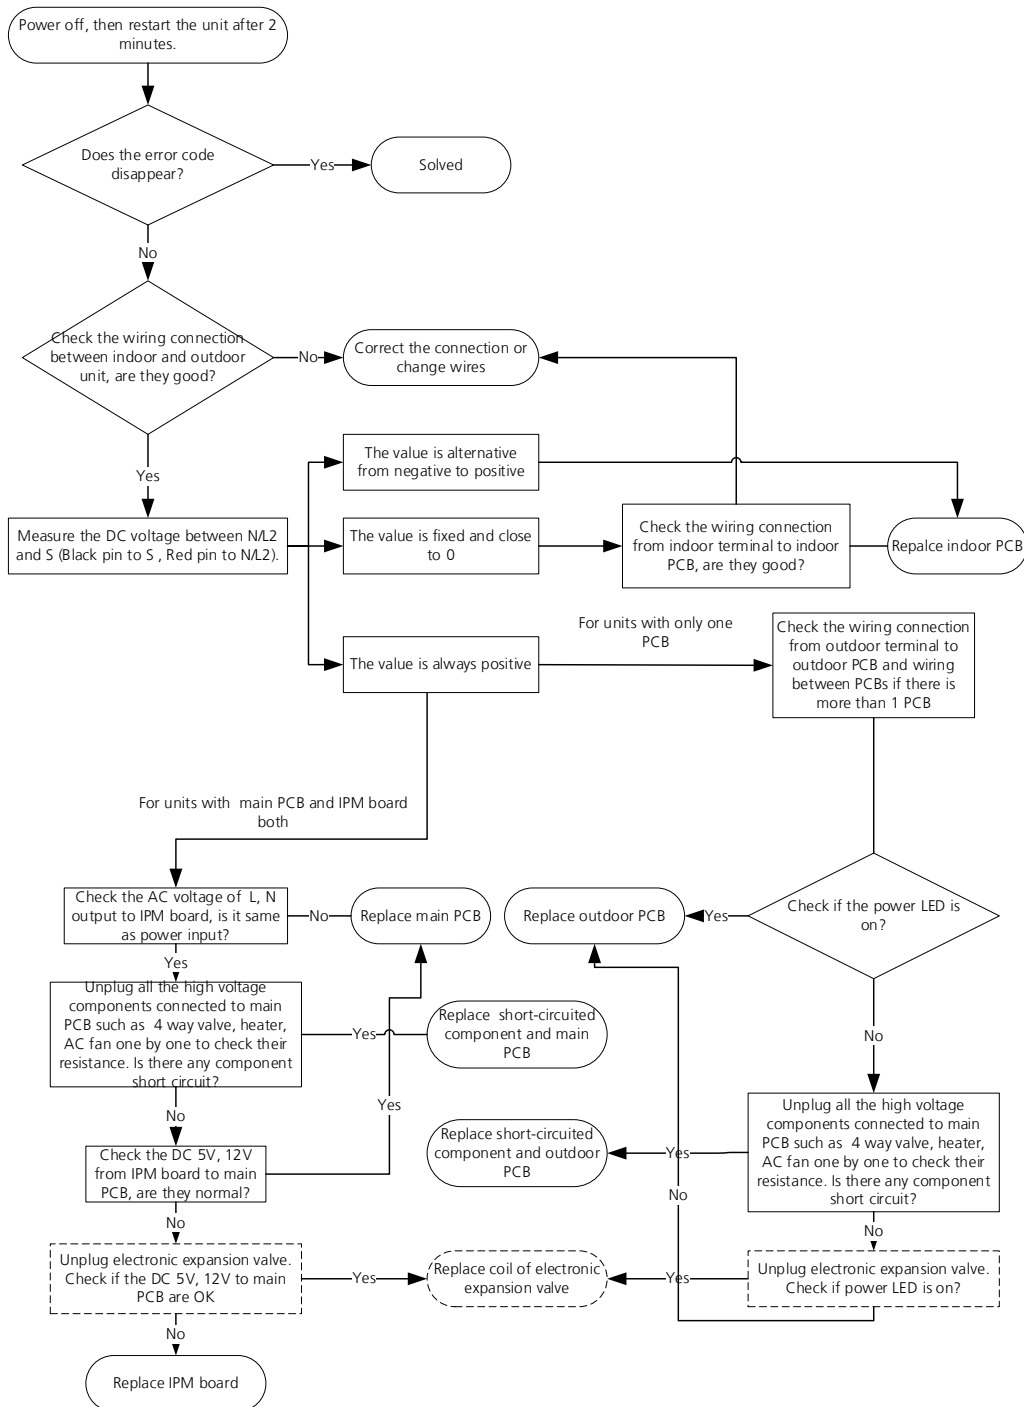 Power off, then restart the unit after 2
minutes.
Does the error code
disappear?
Yes
Solved
No
Check the wiring connection
between indoor and outdoor
unit, are they good?
No
Correct the connection or
change wires
Yes
The value is alternative
from negative to positive
Measure the DC voltage between N/L2
and S (Black pin to S , Red pin to N/L2).
The value is fixed and close
to 0
Check the wiring connection
from indoor terminal to indoor
PCB, are they good?
Repalce indoor PCB
The value is always positive
For units with only one
PCB
Check the wiring connection
from outdoor terminal to
outdoor PCB and wiring
between PCBs if there is
more than 1 PCB
For units with  main PCB and IPM board
both
Check the AC voltage of  L, N
output to IPM board, is it same
as power input?
No
Replace main PCB
Replace outdoor PCB
Yes
Check if the power LED is
on?
Yes
Unplug all the high voltage
components connected to main
PCB such as  4 way valve, heater,
AC fan one by one to check their
resistance. Is there any component
short circuit?
Yes
Replace  short-circuited
component and main
PCB
No
Yes
No
Unplug all the high voltage
components connected to main
PCB such as  4 way valve, heater,
AC fan one by one to check their
resistance. Is there any component
short circuit?
Yes
Replace short-circuited
component and outdoor
PCB
Check the DC 5V, 12V
from IPM board to main
PCB, are they normal?
No
No
No
Unplug electronic expansion valve.
Check if the DC 5V, 12V to main
PCB are OK
Yes
Replace coil of electronic
expansion valve
Yes
Unplug electronic expansion valve.
Check if power LED is on?
No
Replace IPM board